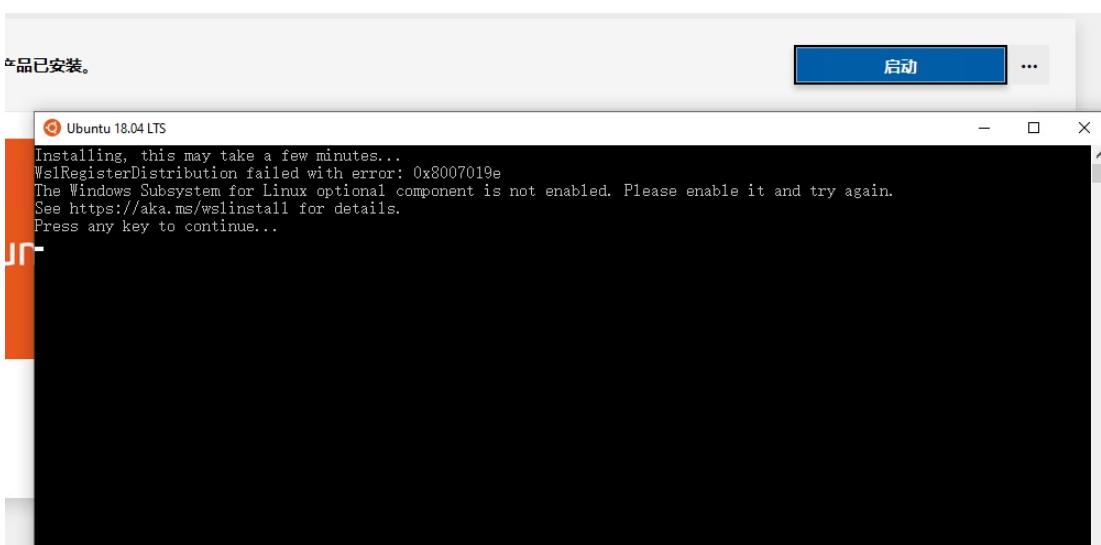 品已安装。
启动
Ubuntu 18.04 LTS
Installing, this may take a few minutes...
WslRegisterDistribution failed with error: 0x8007019e
The Windows Subsystem for Linux optional component is not enabled. Please enable it and try again.
See https://aka.ms/wslinstall for details.
Press any key to continue...